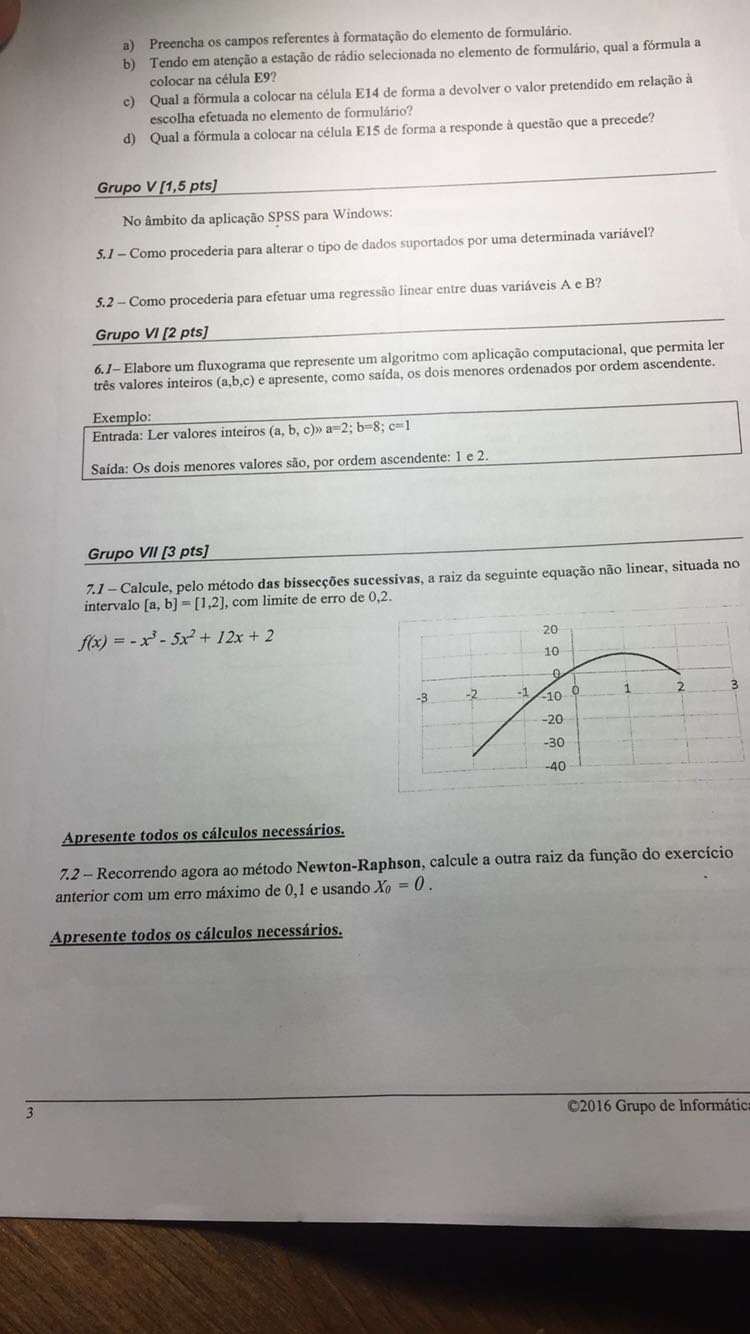 a) Preencha os campos referentes à formatação do elemento de formulário.
b) Tendo em atenção a estação de rádio selecionada no elemento de formulário, qual a fórmula a
colocar na célula E9?
c) Qual a fórmula a colocar na célula E14 de forma a devolver o valor pretendido em relação à
escolha efetuada no elemento de formulário?
d) Qual a fórmula a colocar na célula E15 de forma a responde à questão que a precede?
Grupo V [1,5 pts]
No âmbito da aplicação SPSS para Windows:
5.1 – Como procederia para alterar o tipo de dados suportados por uma determinada variável?
5.2 – Como procederia para efetuar uma regressão linear entre duas variáveis A e B?
Grupo VI [2 pts]
6.1– Elabore um fluxograma que represente um algoritmo com aplicação computacional, que permita ler
três valores inteiros (a,b,c) e apresente, como saída, os dois menores ordenados por ordem ascendente.
Exemplo:
Entrada: Ler valores inteiros (a, b, c)» a=2; b=8; c=1
Saída: Os dois menores valores são, por ordem ascendente: 1 e 2.
Grupo VII [3 pts]
7.1 – Calcule, pelo método das bissecções sucessivas, a raiz da seguinte equação não linear, situada no
intervalo [a, b] = [1,2], com limite de erro de 0,2.
f(x) = - x³ - 5x² + 12x + 2
20
10
0
-3 -2 -1 -10 0 1 2 3
-20
-30
-40
Apresente todos os cálculos necessários.
7.2 – Recorrendo agora ao método Newton-Raphson, calcule a outra raiz da função do exercício
anterior com um erro máximo de 0,1 e usando X₀ = 0 .
Apresente todos os cálculos necessários.
3 ©2016 Grupo de Informática